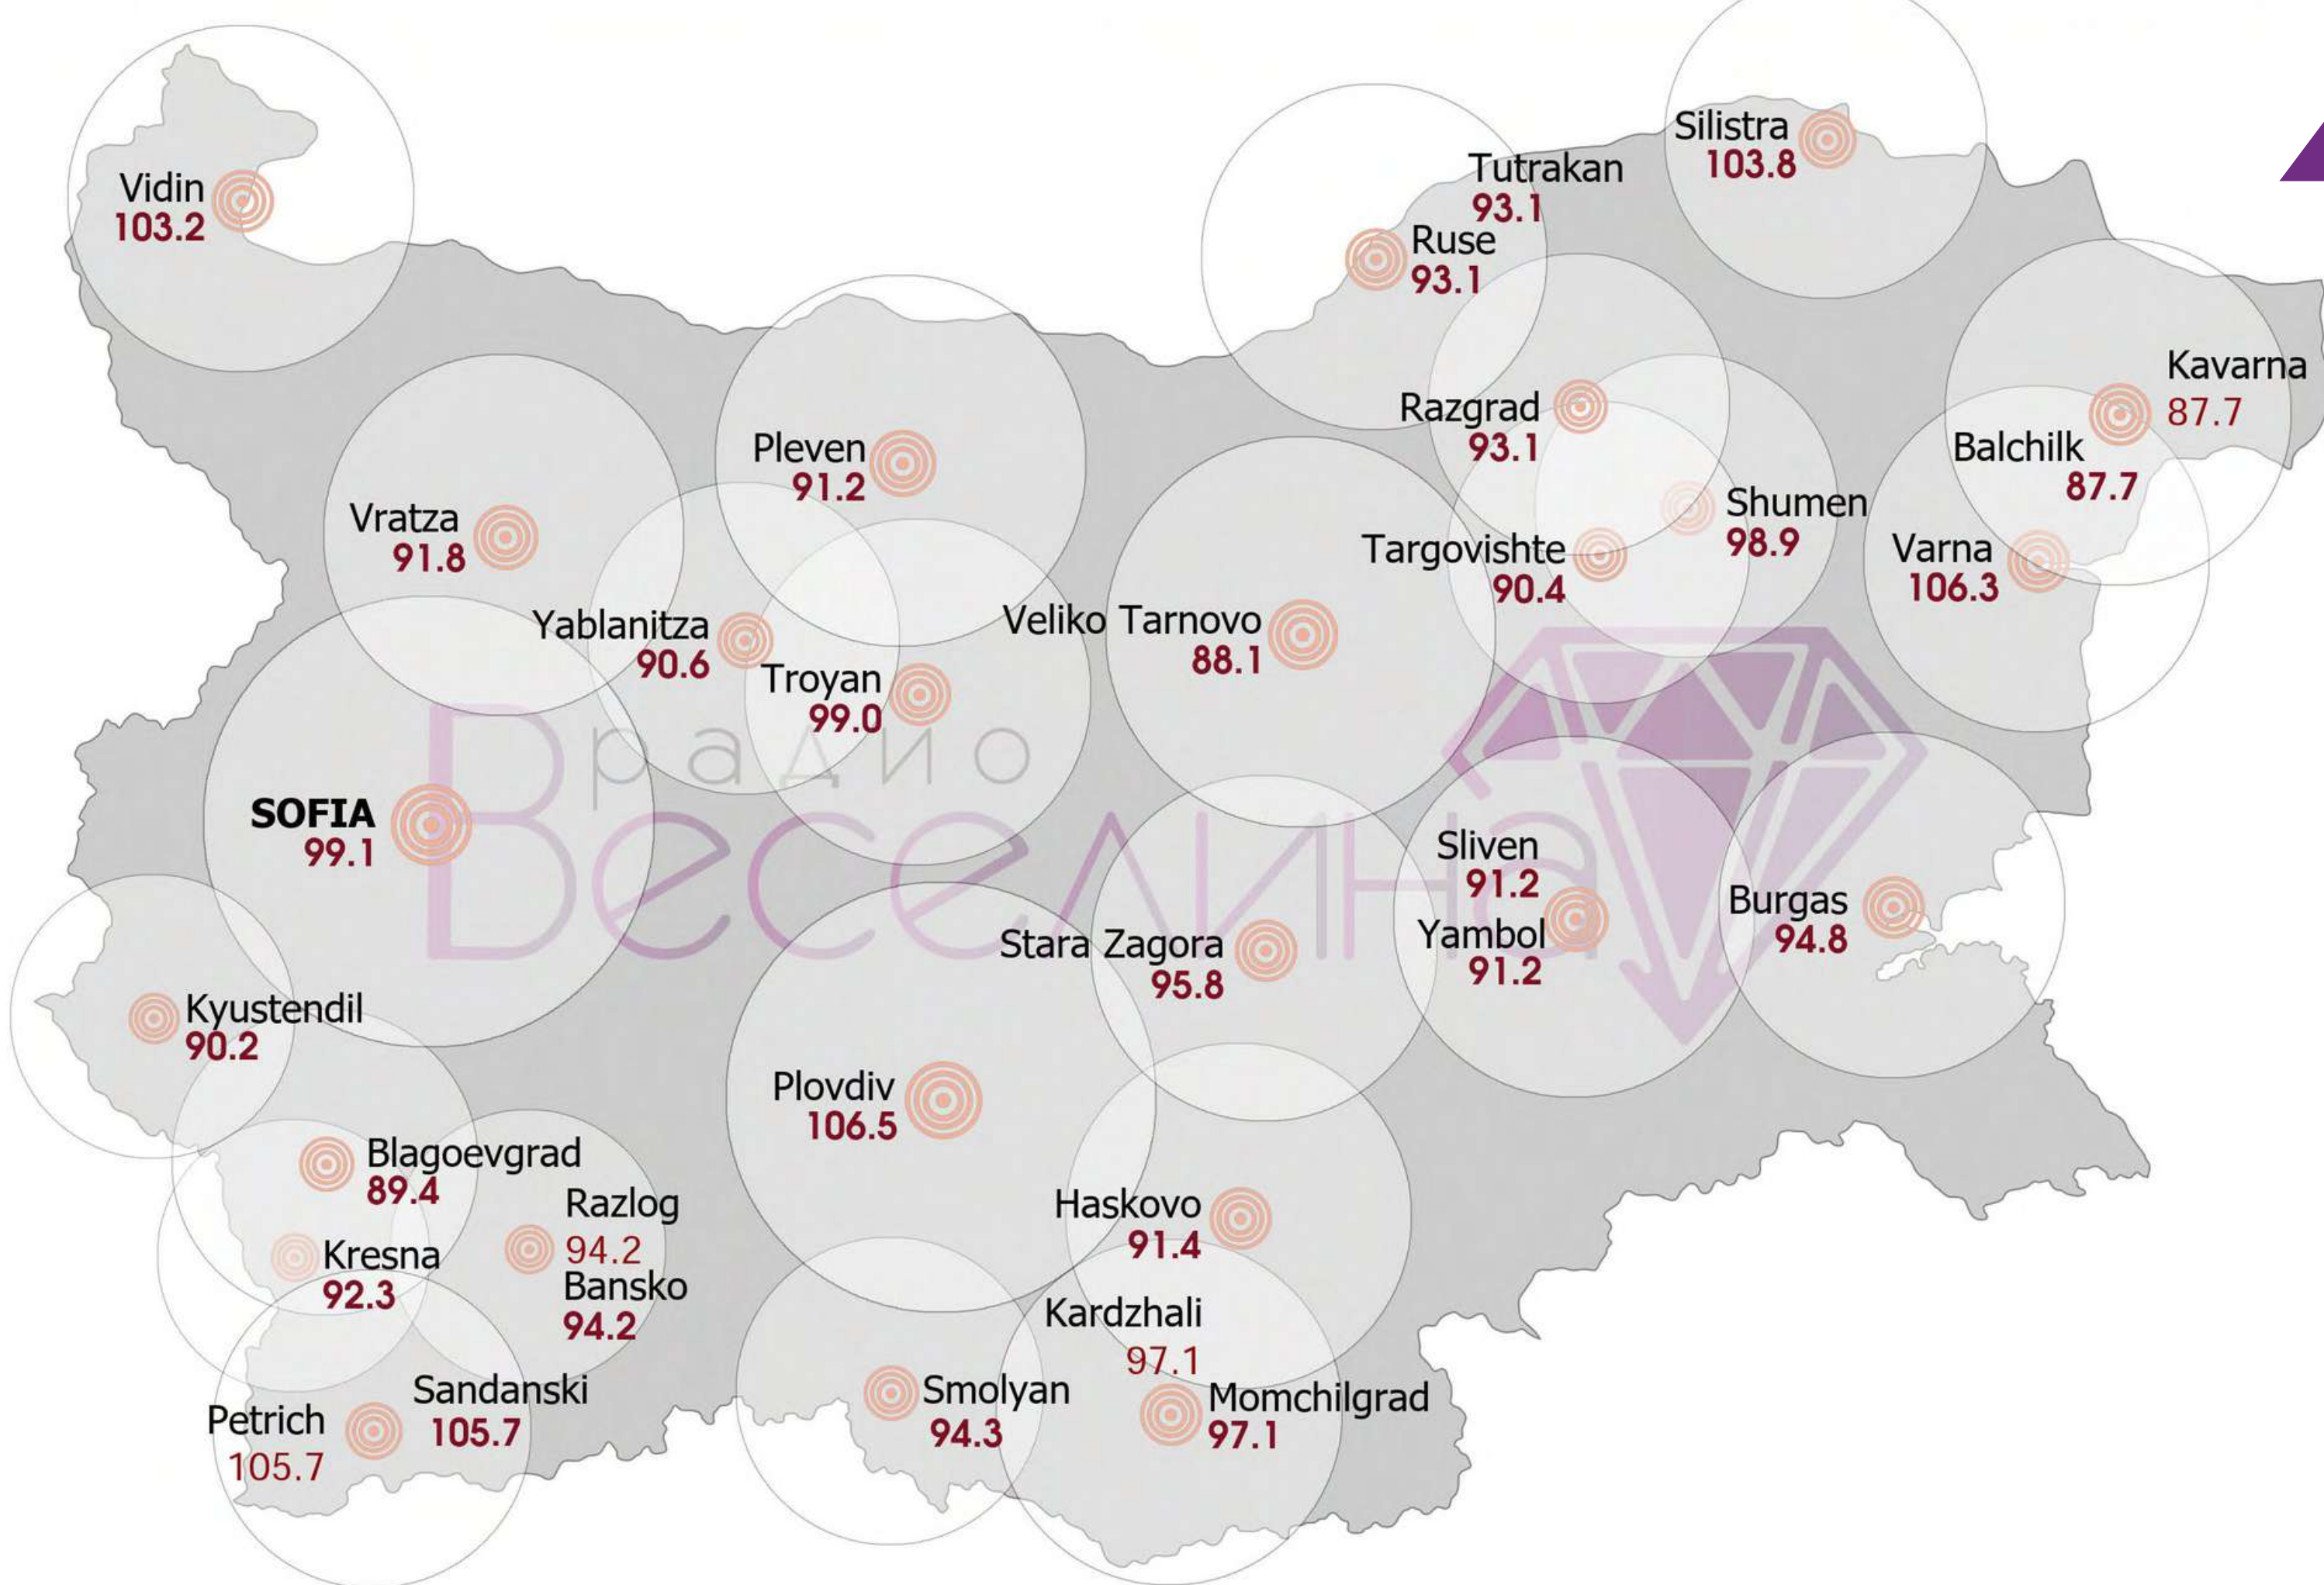 Vidin
103.2
Silistra
103.8
Tutrakan
93.1
Ruse
93.1
Kavarna
87.7
Razgrad
93.1
Balchilk
87.7
Pleven
91.2
Vratza
91.8
Shumen
98.9
Targovishte
90.4
Varna
106.3
Yablanitza
90.6
Veliko Tarnovo
88.1
Troyan
99.0
радио
Веселина
SOFIA
99.1
Sliven
91.2
Burgas
94.8
Stara Zagora
95.8
Yambol
91.2
Kyustendil
90.2
Plovdiv
106.5
Blagoevgrad
89.4
Razlog
94.2
Haskovo
91.4
Kresna
92.3
Bansko
94.2
Kardzhali
97.1
Sandanski
105.7
Petrich
105.7
Smolyan
94.3
Momchilgrad
97.1